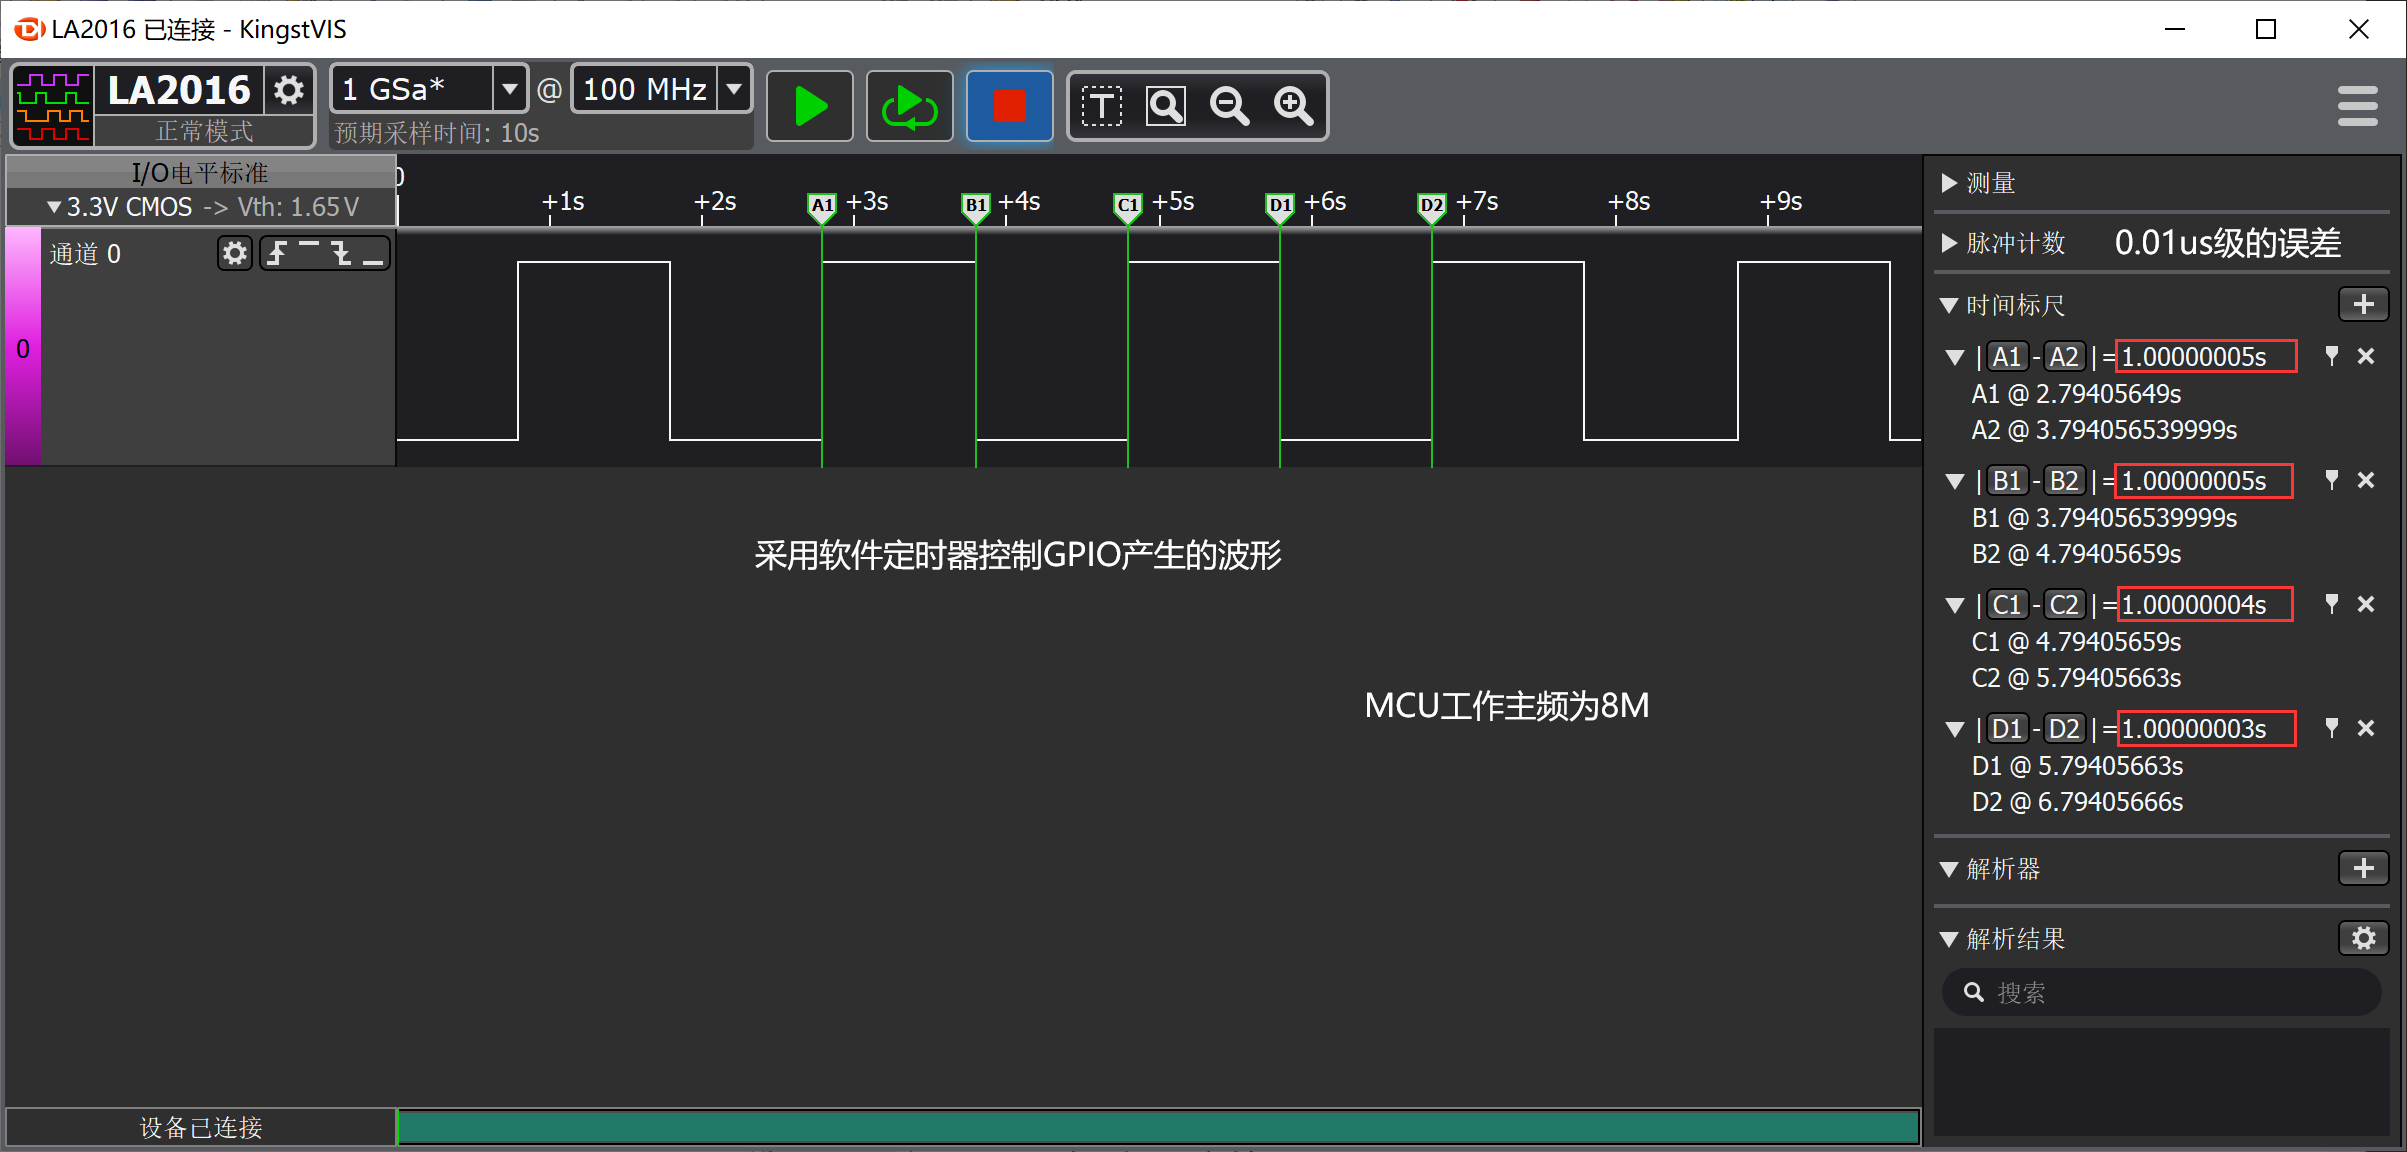 LA2016 已连接 - KingstVIS
LA2016
正常模式
1 GSa* @ 100 MHz
预期采样时间: 10s
T
I/O电平标准
3.3V CMOS -> Vth: 1.65V
0
+1s +2s A1 +3s B1 +4s C1 +5s D1 +6s D2 +7s +8s +9s
通道 0
0
采用软件定时器控制GPIO产生的波形
MCU工作主频为8M
测量
脉冲计数 0.01us级的误差
时间标尺
|A1-A2|=1.00000005s
A1 @ 2.79405649s
A2 @ 3.794056539999s
|B1-B2|=1.00000005s
B1 @ 3.794056539999s
B2 @ 4.79405659s
|C1-C2|=1.00000004s
C1 @ 4.79405659s
C2 @ 5.79405663s
|D1-D2|=1.00000003s
D1 @ 5.79405663s
D2 @ 6.79405666s
解析器
解析结果
搜索
设备已连接